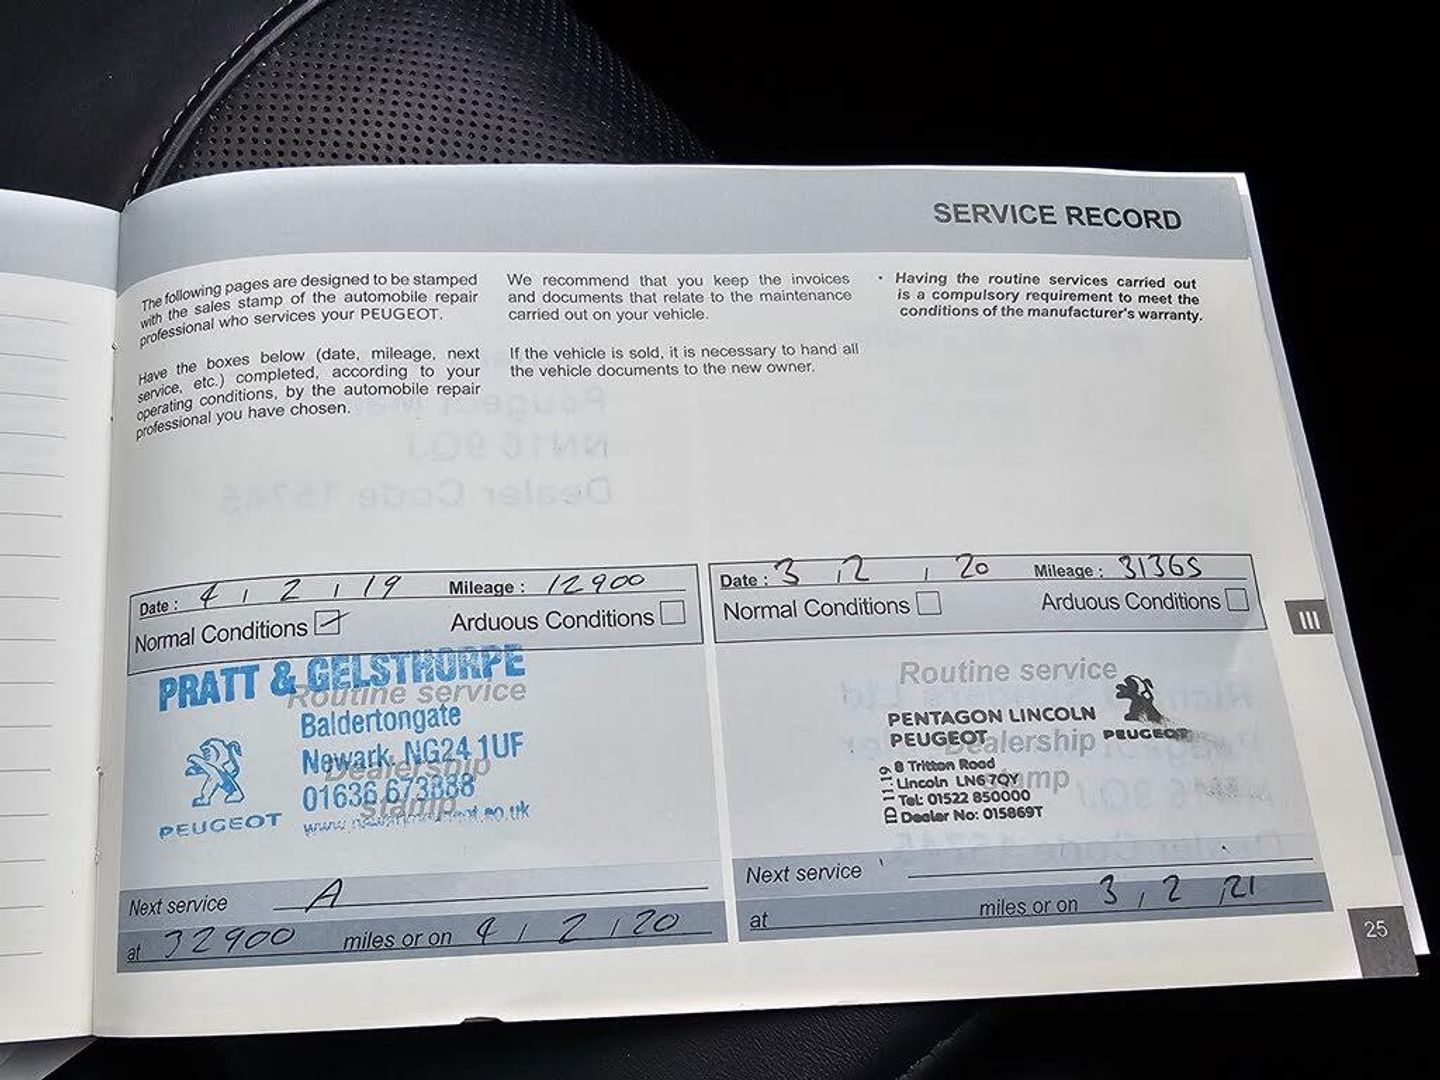 SERVICE RECORD
The following pages are designed to be stamped
with the sales stamp of the automobile repair
professional who services your PEUGEOT.
Have the boxes below (date, mileage, next
service, etc.) completed, according to your
operating conditions, by the automobile repair
professional you have chosen.
We recommend that you keep the invoices
and documents that relate to the maintenance
carried out on your vehicle.
If the vehicle is sold, it is necessary to hand all
the vehicle documents to the new owner.
• Having the routine services carried out
is a compulsory requirement to meet the
conditions of the manufacturer's warranty.
Date : 4 , 2 , 19 Mileage : 12900
Normal Conditions Arduous Conditions
PRATT & GELSTHORPE
Routine service
Baldertongate
Newark, NG24 1UF
Dealership
01636 673888
stamp
PEUGEOT
Next service A
at 32900 miles or on 4 , 2 , 20
Date : 3 , 2 , 20 Mileage : 31365
Normal Conditions Arduous Conditions
Routine service
PENTAGON LINCOLN
PEUGEOT
Dealership
PEUGEOT
8 Tritton Road
Lincoln LN6 7QY
stamp
Tel: 01522 850000
Dealer No: 015869T
ID 11.19
Next service
at miles or on 3 , 2 , 21
III
25